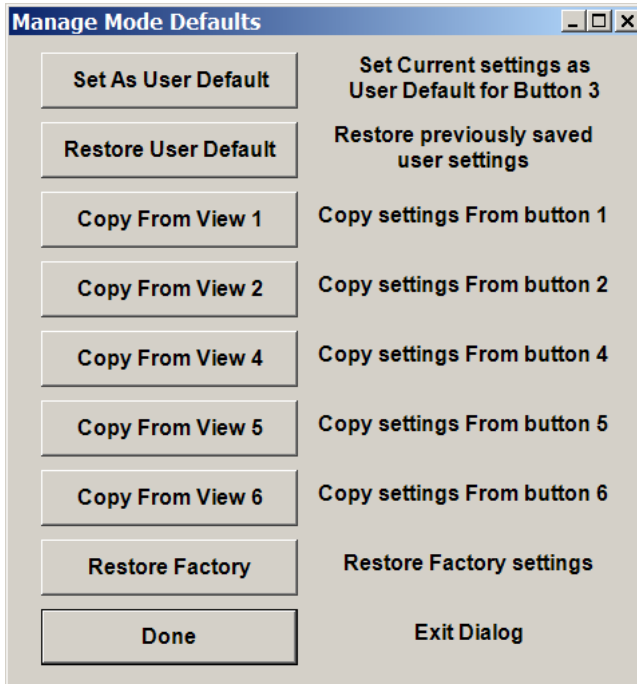 Manage Mode Defaults
Set As User Default
Set Current settings as
User Default for Button 3
Restore User Default
Restore previously saved
user settings
Copy From View 1
Copy settings From button 1
Copy From View 2
Copy settings From button 2
Copy From View 4
Copy settings From button 4
Copy From View 5
Copy settings From button 5
Copy From View 6
Copy settings From button 6
Restore Factory
Restore Factory settings
Done
Exit Dialog